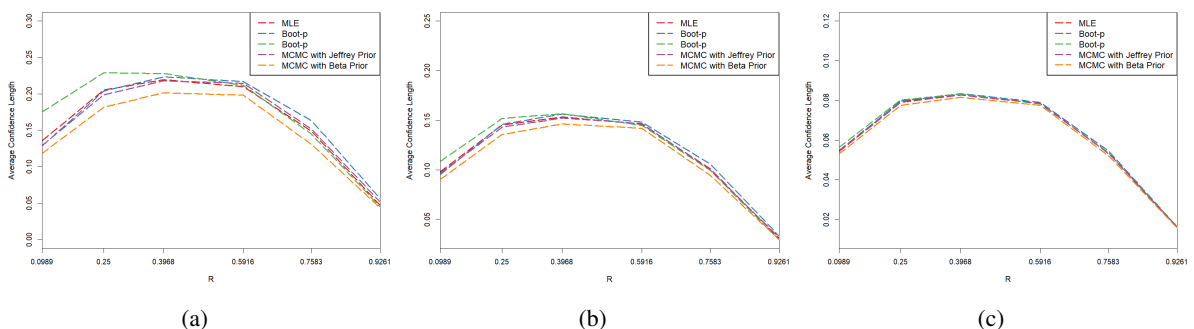 Average Confidence Length
0.30
0.25
0.20
0.15
0.10
0.05
0.00
MLE
Boot-p
Boot-p
MCMC with Jeffrey Prior
MCMC with Beta Prior
0.0989 0.25 0.3968 0.5916 0.7583 0.9261
R
(a)
Average Confidence Length
0.25
0.20
0.15
0.10
0.05
MLE
Boot-p
Boot-p
MCMC with Jeffrey Prior
MCMC with Beta Prior
0.0989 0.25 0.3968 0.5916 0.7583 0.9261
R
(b)
Average Confidence Length
0.12
0.10
0.08
0.06
0.04
0.02
MLE
Boot-p
Boot-p
MCMC with Jeffrey Prior
MCMC with Beta Prior
0.0989 0.25 0.3968 0.5916 0.7583 0.9261
R
(c)